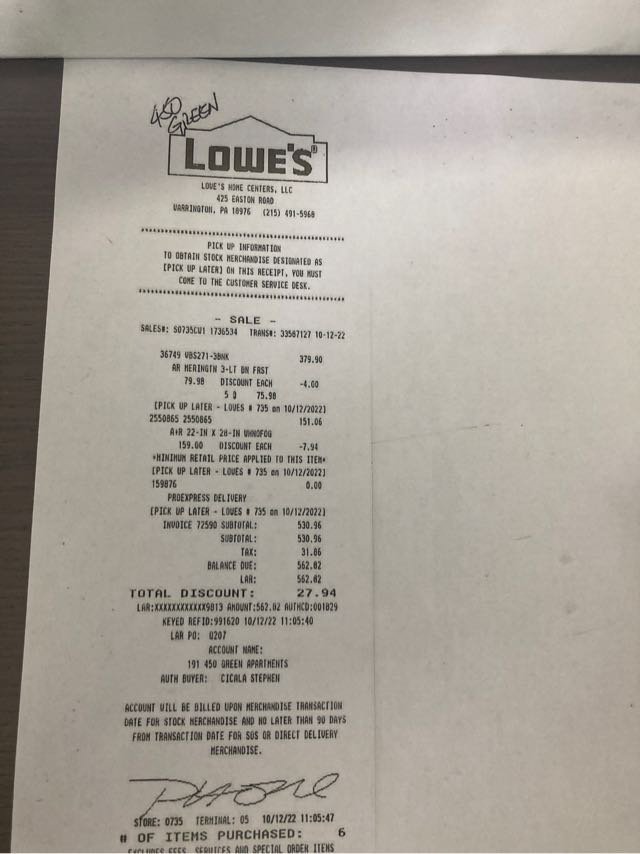 450
GREEN
LOWE'S®
LOWE'S HOME CENTERS, LLC
425 EASTON ROAD
WARRINGTON, PA 18976 (215) 491-5968
PICK UP INFORMATION
TO OBTAIN STOCK MERCHANDISE DESIGNATED AS
[PICK UP LATER] ON THIS RECEIPT, YOU MUST
COME TO THE CUSTOMER SERVICE DESK.
- SALE -
SALES#: S0735CW1 1736534 TRANS#: 33587127 10-12-22
36749 VBS271-3BNK 379.90
AR MERINGTN 3-LT BN FRST
79.98 DISCOUNT EACH -4.00
5 @ 75.98
[PICK UP LATER - LOWES # 735 on 10/12/2022]
2550865 2550865 151.06
A+R 22-IN X 28-IN WHNOFOG
159.00 DISCOUNT EACH -7.94
*MINIMUM RETAIL PRICE APPLIED TO THIS ITEM*
[PICK UP LATER - LOWES # 735 on 10/12/2022]
159876 0.00
PROEXPRESS DELIVERY
[PICK UP LATER - LOWES # 735 on 10/12/2022]
INVOICE 72590 SUBTOTAL: 530.96
SUBTOTAL: 530.96
TAX: 31.86
BALANCE DUE: 562.82
LAR: 562.82
TOTAL DISCOUNT: 27.94
LAR:XXXXXXXXXXXX9813 AMOUNT:562.82 AUTHCD:001829
KEYED REFID:991620 10/12/22 11:05:40
LAR PO: 0207
ACCOUNT NAME:
191 450 GREEN APARTMENTS
AUTH BUYER: CICALA STEPHEN
ACCOUNT WILL BE BILLED UPON MERCHANDISE TRANSACTION
DATE FOR STOCK MERCHANDISE AND NO LATER THAN 90 DAYS
FROM TRANSACTION DATE FOR SOS OR DIRECT DELIVERY
MERCHANDISE.
STORE: 0735 TERMINAL: 05 10/12/22 11:05:47
# OF ITEMS PURCHASED: 6
EXCLUDES FEES, SERVICES AND SPECIAL ORDER ITEMS